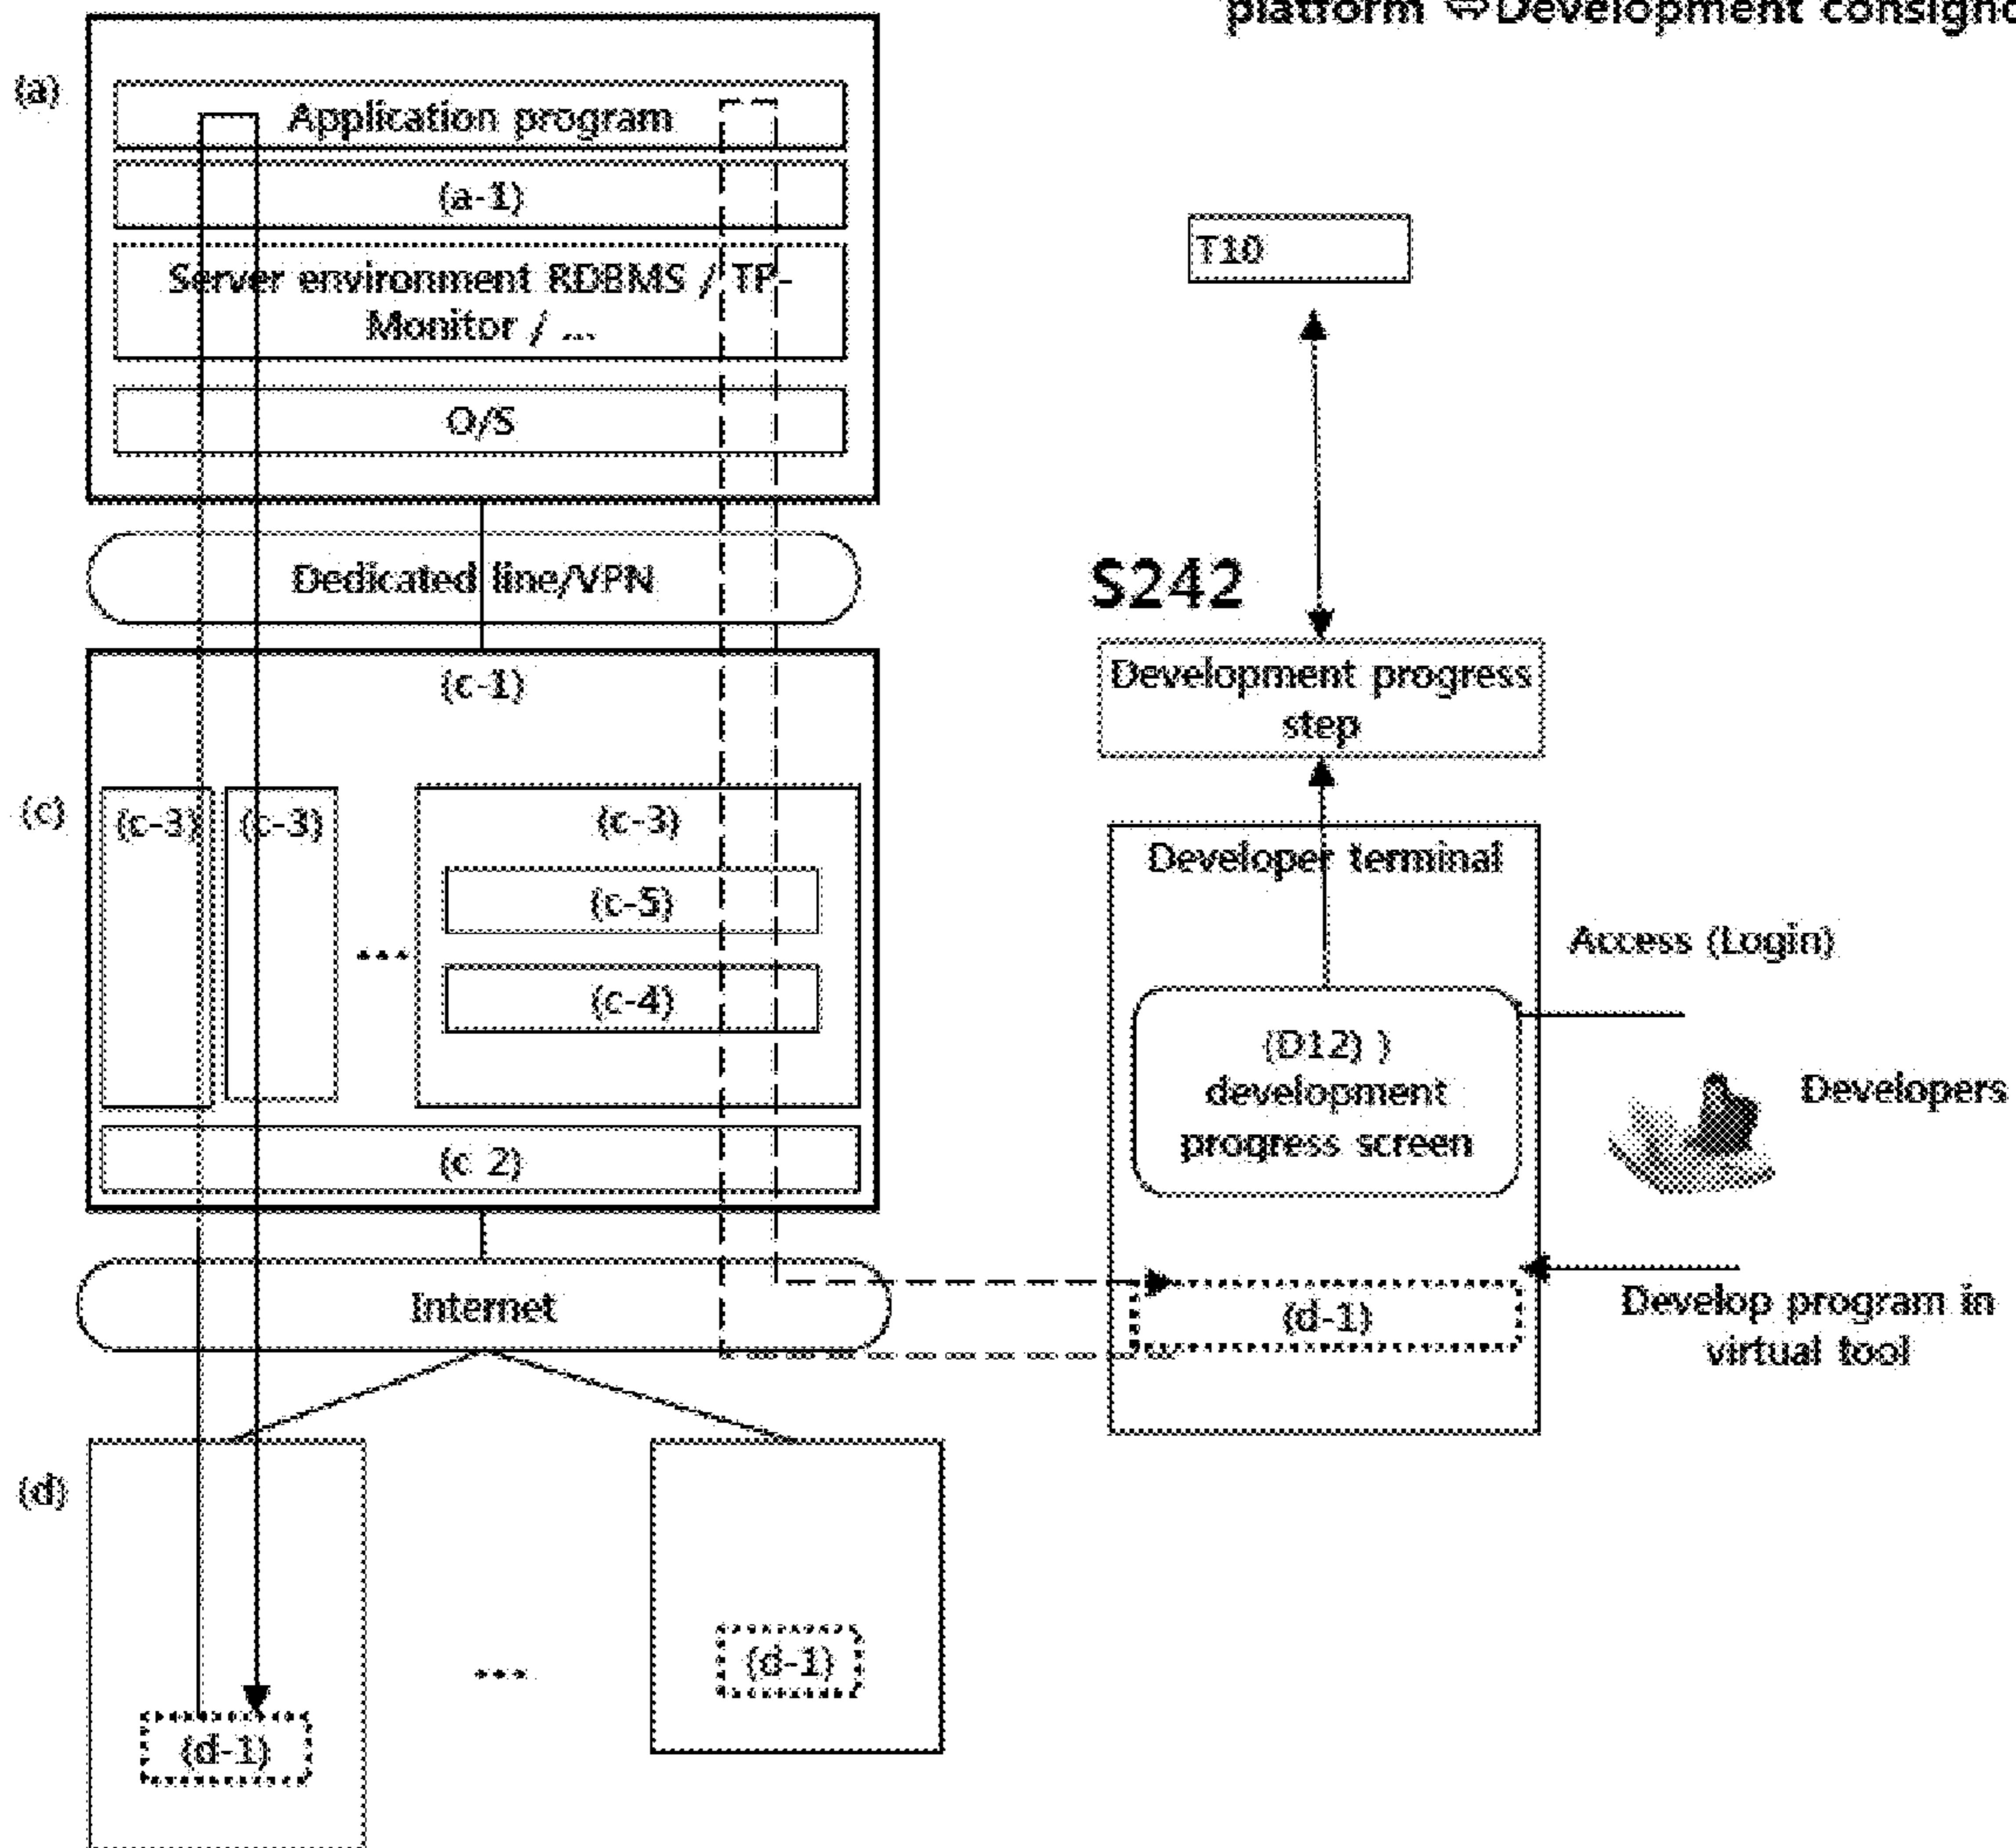 platform ⇔Development consigno
(a)
Application program
(a-1)
Server environment RDBMS / TP-
Monitor / ...
O/S
Dedicated line/VPN
(c-1)
(c)
(c-3)
(c-3)
...
(c-3)
(c-5)
(c-4)
(c 2)
Internet
(d)
(d-1)
...
(d-1)
T10
S242
Development progress
step
Developer terminal
Access (Login)
(D12) )
development
progress screen
Developers
(d-1)
Develop program in
virtual tool